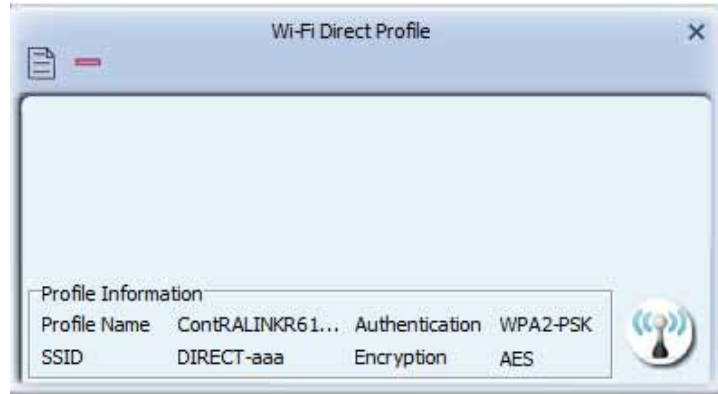 Wi-Fi Direct Profile
Profile Information
Profile Name ContRALINKR61... Authentication WPA2-PSK
SSID DIRECT-aaa Encryption AES